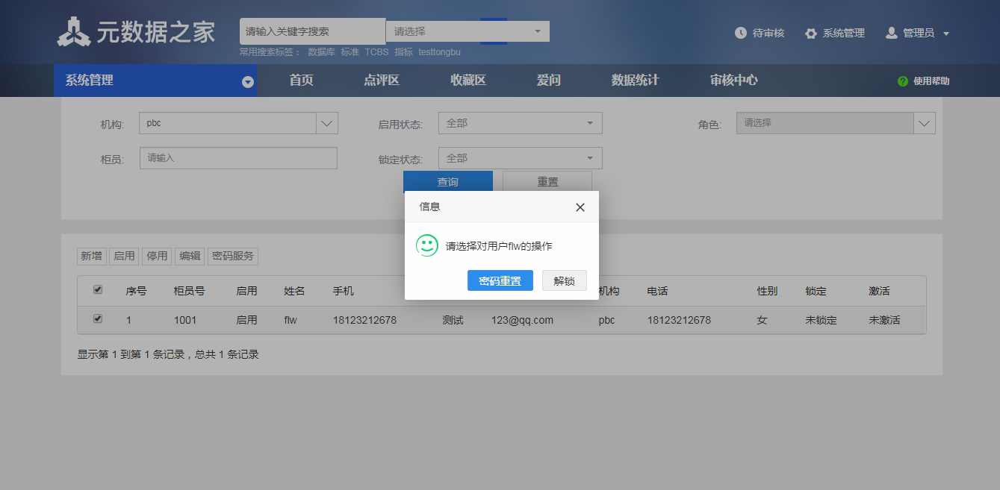 元数据之家
请输入关键字搜索
请选择
常用搜索标签： 数据库 标准 TCBS 指标 testtongbu
待审核 系统管理 管理员
系统管理 首页 点评区 收藏区 爱问 数据统计 审核中心 使用帮助
机构: pbc 启用状态: 全部 角色: 请选择
柜员: 请输入 锁定状态: 全部
查询 重置
信息
请选择对用户flw的操作
密码重置 解锁
新增 启用 停用 编辑 密码服务
序号 柜员号 启用 姓名 手机 机构 电话 性别 锁定 激活
1 1001 启用 flw 18123212678 测试 123@qq.com pbc 18123212678 女 未锁定 未激活
显示第 1 到第 1 条记录，总共 1 条记录